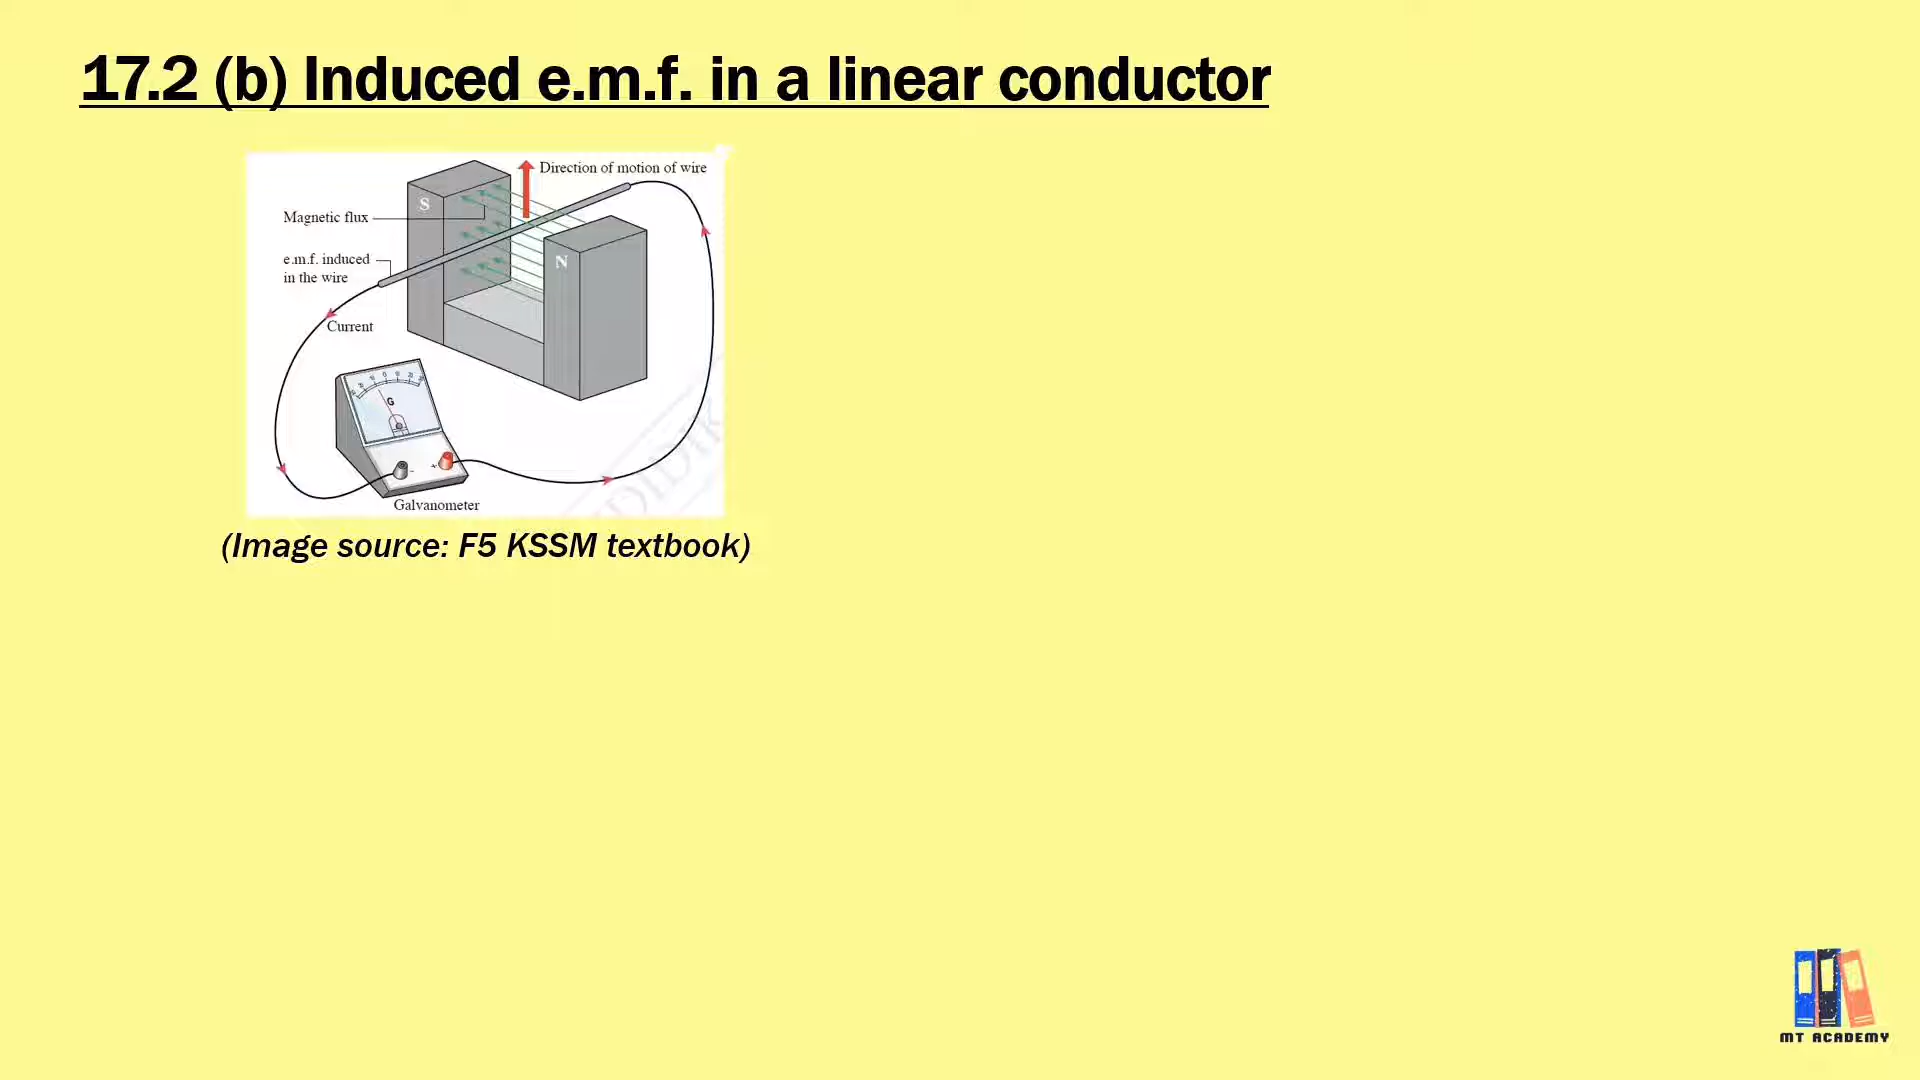 17.2 (b) Induced e.m.f. in a linear conductor
Direction of motion of wire
S
Magnetic flux
e.m.f. induced
in the wire
N
Current
G
- +
Galvanometer
(Image source: F5 KSSM textbook)
MT ACADEMY